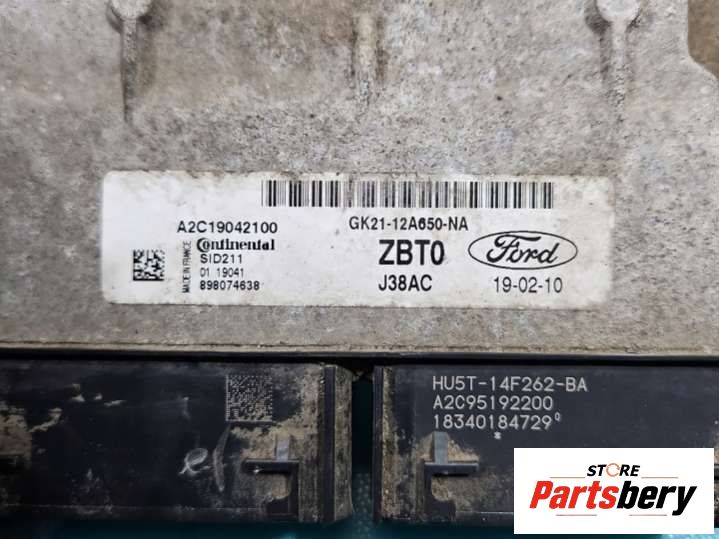 A2C19042100
GK21-12A650-NA
Continental
SID211
01 19041
898074638
MADE IN FRANCE
ZBT0
J38AC
Ford
19-02-10
HU5T-14F262-BA
A2C95192200
18340184729
STORE
Partsbery